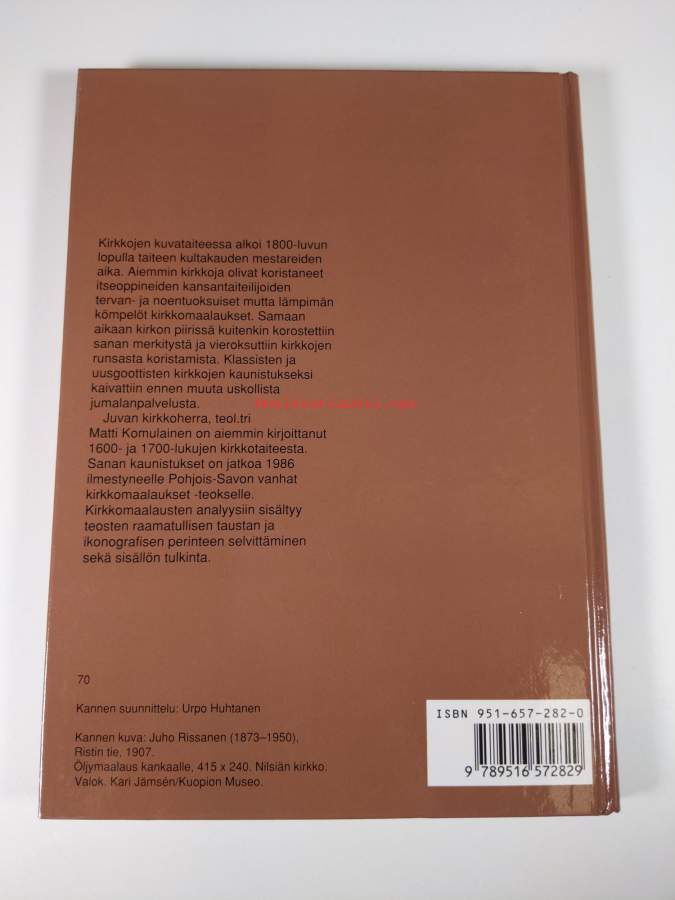 Kirkkojen kuvataiteessa alkoi 1800-luvun
lopulla taiteen kultakauden mestareiden
aika. Aiemmin kirkkoja olivat koristaneet
itseoppineiden kansantaiteilijoiden
tervan- ja noentuoksuiset mutta lämpimän
kömpelöt kirkkomaalaukset. Samaan
aikaan kirkon piirissä kuitenkin korostettiin
sanan merkitystä ja vieroksuttiin kirkkojen
runsasta koristamista. Klassisten ja
uusgoottisten kirkkojen kaunistukseksi
kaivattiin ennen muuta uskollista
jumalanpalvelusta.
Juvan kirkkoherra, teol.tri
Matti Komulainen on aiemmin kirjoittanut
1600- ja 1700-lukujen kirkkotaiteesta.
Sanan kaunistukset on jatkoa 1986
ilmestyneelle Pohjois-Savon vanhat
kirkkomaalaukset -teokselle.
Kirkkomaalausten analyysiin sisältyy
teosten raamatullisen taustan ja
ikonografisen perinteen selvittäminen
sekä sisällön tulkinta.
70
Kannen suunnittelu: Urpo Huhtanen
Kannen kuva: Juho Rissanen (1873–1950),
Ristin tie, 1907.
Öljymaalaus kankaalle, 415 x 240. Nilsiän kirkko.
Valok. Kari Jämsén/Kuopion Museo.
ISBN 951-657-282-0
9 789516 572829